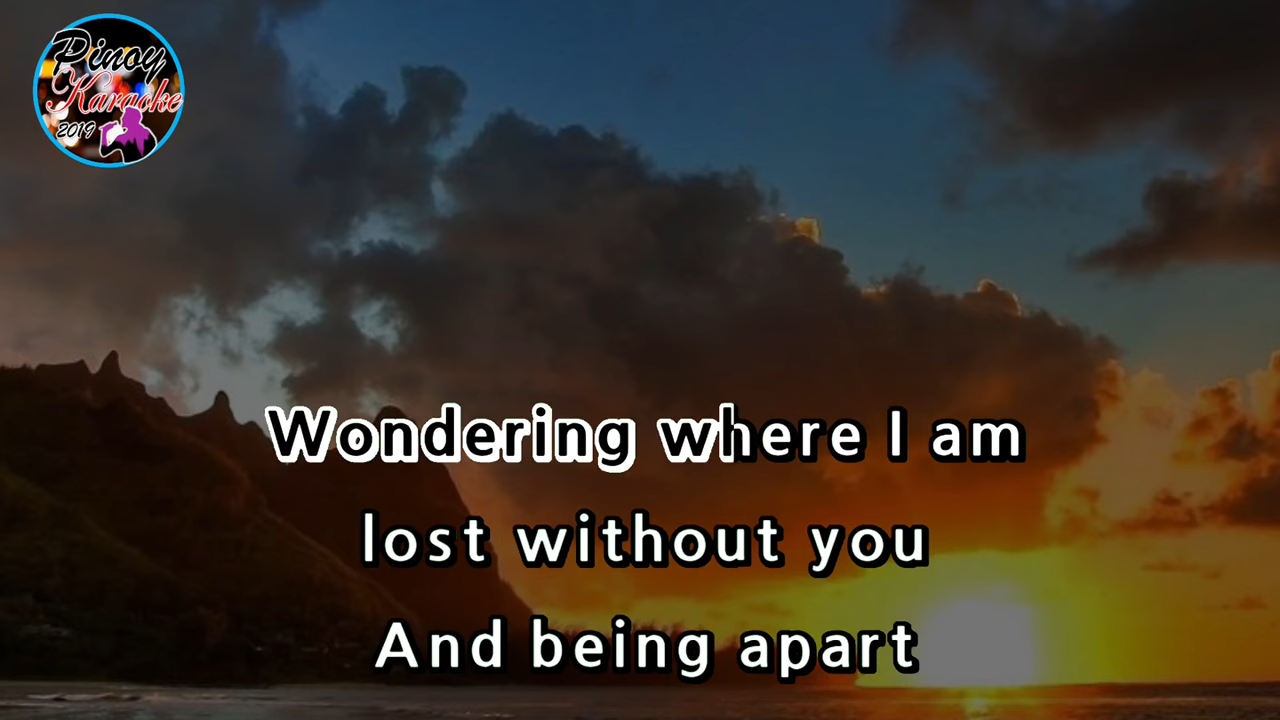 Pinoy
Karaoke
2019
Wondering where I am
lost without you
And being apart